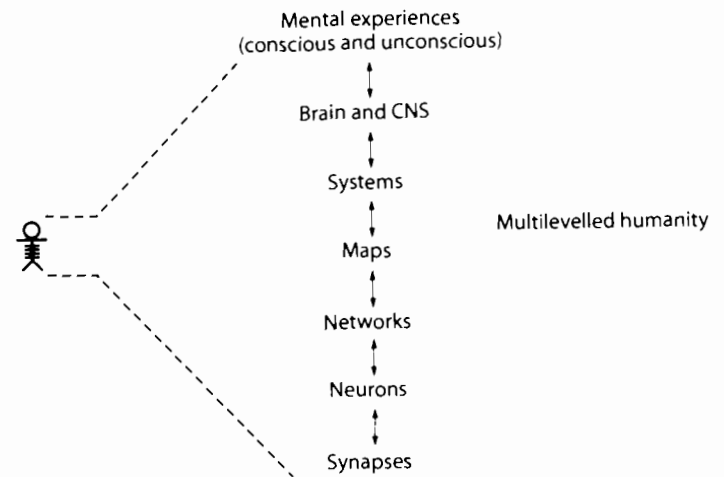 Mental experiences
(conscious and unconscious)
Brain and CNS
Systems
Multilevelled humanity
Maps
Networks
Neurons
Synapses